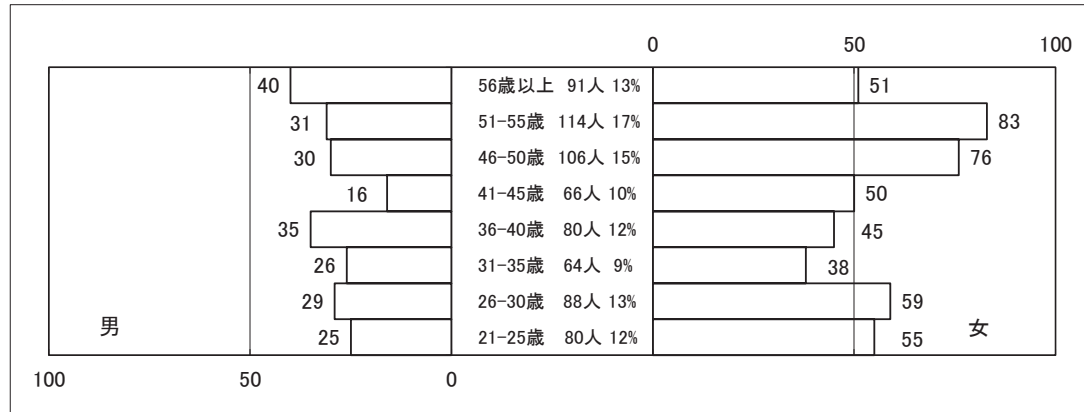 0 50 100
40 56歳以上 91人 13% 51
31 51-55歳 114人 17% 83
30 46-50歳 106人 15% 76
16 41-45歳 66人 10% 50
35 36-40歳 80人 12% 45
26 31-35歳 64人 9% 38
29 26-30歳 88人 13% 59
男 女
25 21-25歳 80人 12% 55
100 50 0